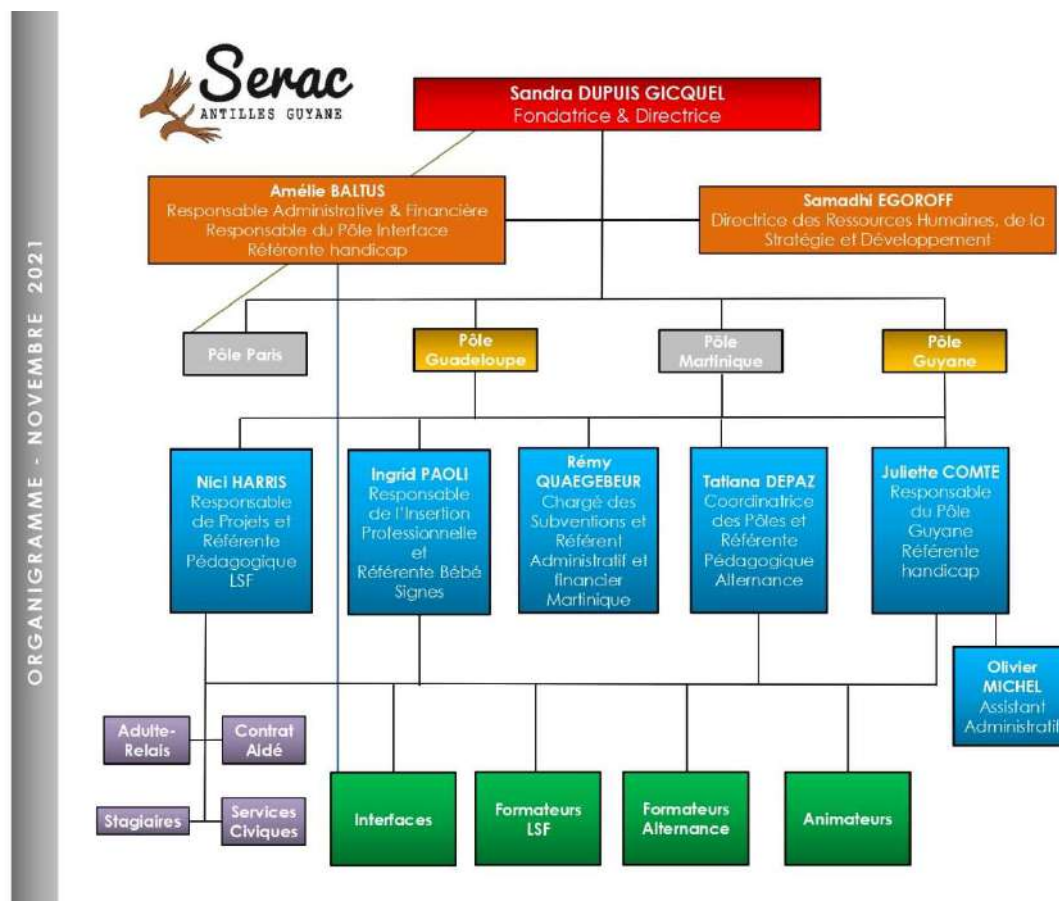 Serac
ANTILLES GUYANE
ORGANIGRAMME - NOVEMBRE 2021
Sandra DUPUIS GICQUEL
Fondatrice & Directrice
Amélie BALTUS
Responsable Administrative & Financière
Responsable du Pôle Interface
Référente handicap
Samadhi EGOROFF
Directrice des Ressources Humaines, de la
Stratégie et Développement
Pôle Paris
Pôle
Guadeloupe
Pôle
Martinique
Pôle
Guyane
Nici HARRIS
Responsable
de Projets et
Référente
Pédagogique
LSF
Ingrid PAOLI
Responsable
de l'Insertion
Professionnelle
et
Référente Bébé
Signes
Rémy
QUAEGEBEUR
Chargé des
Subventions et
Référent
Administratif et
financier
Martinique
Tatiana DEPAZ
Coordinatrice
des Pôles et
Référente
Pédagogique
Alternance
Juliette COMTE
Responsable
du Pôle
Guyane
Référente
handicap
Olivier
MICHEL
Assistant
Administratif
Adulte-
Relais
Contrat
Aidé
Stagiaires
Services
Civiques
Interfaces
Formateurs
LSF
Formateurs
Alternance
Animateurs